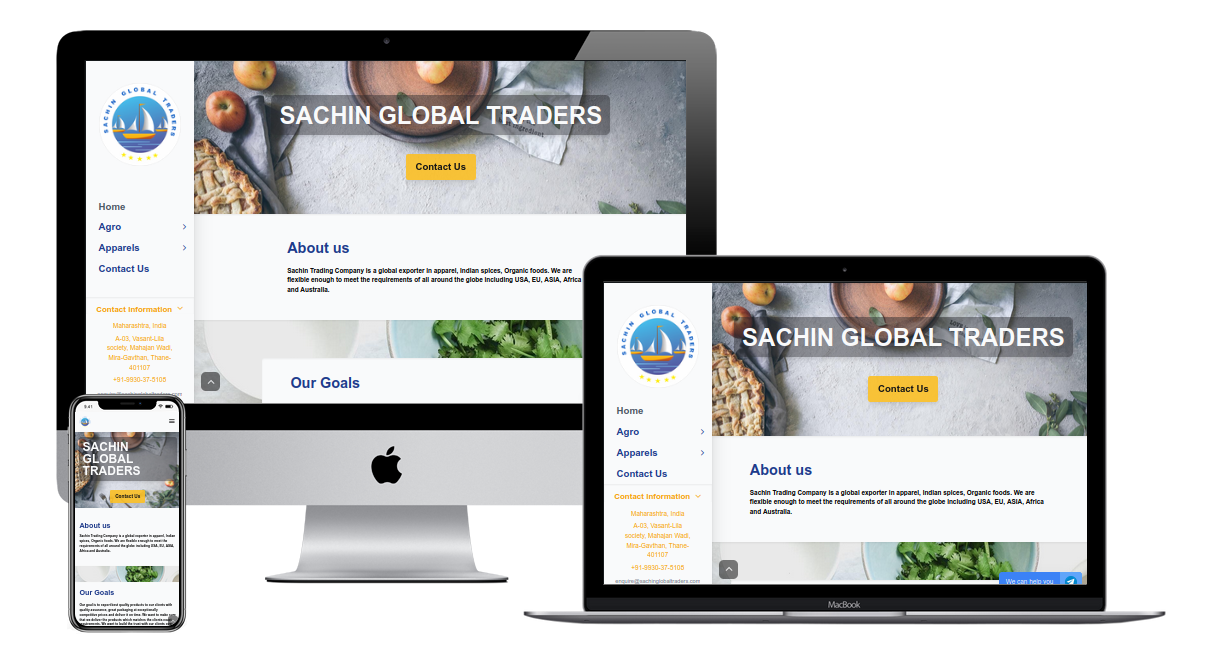 SACHIN GLOBAL TRADERS
SACHIN GLOBAL TRADERS
Contact Us
Home
Agro
Apparels
Contact Us
Contact Information
Maharashtra, India
A-03, Vasant-Lila
society, Mahajan Wadi,
Mira-Gavthan, Thane-
401107
+91-9930-37-5105
About us
Sachin Trading Company is a global exporter in apparel, Indian spices, Organic foods. We are
flexible enough to meet the requirements of all around the globe including USA, EU, ASIA, Africa
and Australia.
Our Goals
SACHIN GLOBAL TRADERS
SACHIN GLOBAL TRADERS
Contact Us
Home
Agro
Apparels
Contact Us
Contact Information
Maharashtra, India
A-03, Vasant-Lila
society, Mahajan Wadi,
Mira-Gavthan, Thane-
401107
+91-9930-37-5105
enquire@sachinglobaltraders.com
About us
Sachin Trading Company is a global exporter in apparel, Indian spices, Organic foods. We are
flexible enough to meet the requirements of all around the globe including USA, EU, ASIA, Africa
and Australia.
We can help you
MacBook
9:41
SACHIN
GLOBAL
TRADERS
Contact Us
About us
Sachin Trading Company is a global exporter in apparel, Indian
spices, Organic foods. We are flexible enough to meet the
requirements of all around the globe including USA, EU, ASIA,
Africa and Australia.
Our Goals
Our goal is to export best quality products to our clients with
quality assurance, great packaging at exceptionally
competitive prices and deliver it on time. We want to make sure
that we deliver the products which matches the clients exact
requirements. We want to build the trust with our clients